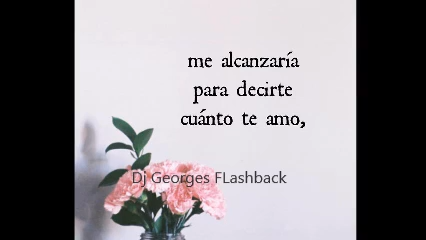 me alcanzaría
para decirte
cuánto te amo,
Dj Georges FLashback